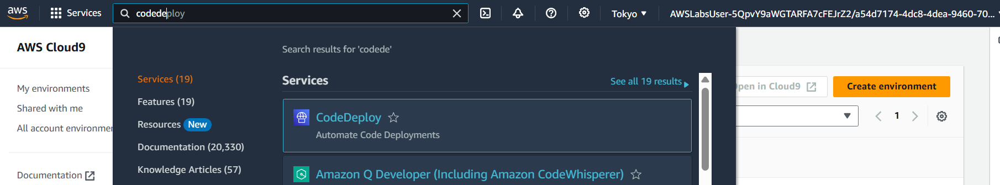 aws
Services
codedeploy
Tokyo
AWSLabsUser-5QpvY9aWGTARFA7cFEJrZ2/a54d7174-4dc8-4dea-9460-70...
AWS Cloud9
My environments
Shared with me
All account environmen
Documentation
Search results for 'codede'
Services (19)
Features (19)
Resources New
Documentation (20,330)
Knowledge Articles (57)
Services
See all 19 results
CodeDeploy
Automate Code Deployments
Amazon Q Developer (Including Amazon CodeWhisperer)
pen in Cloud9
Create environment
1